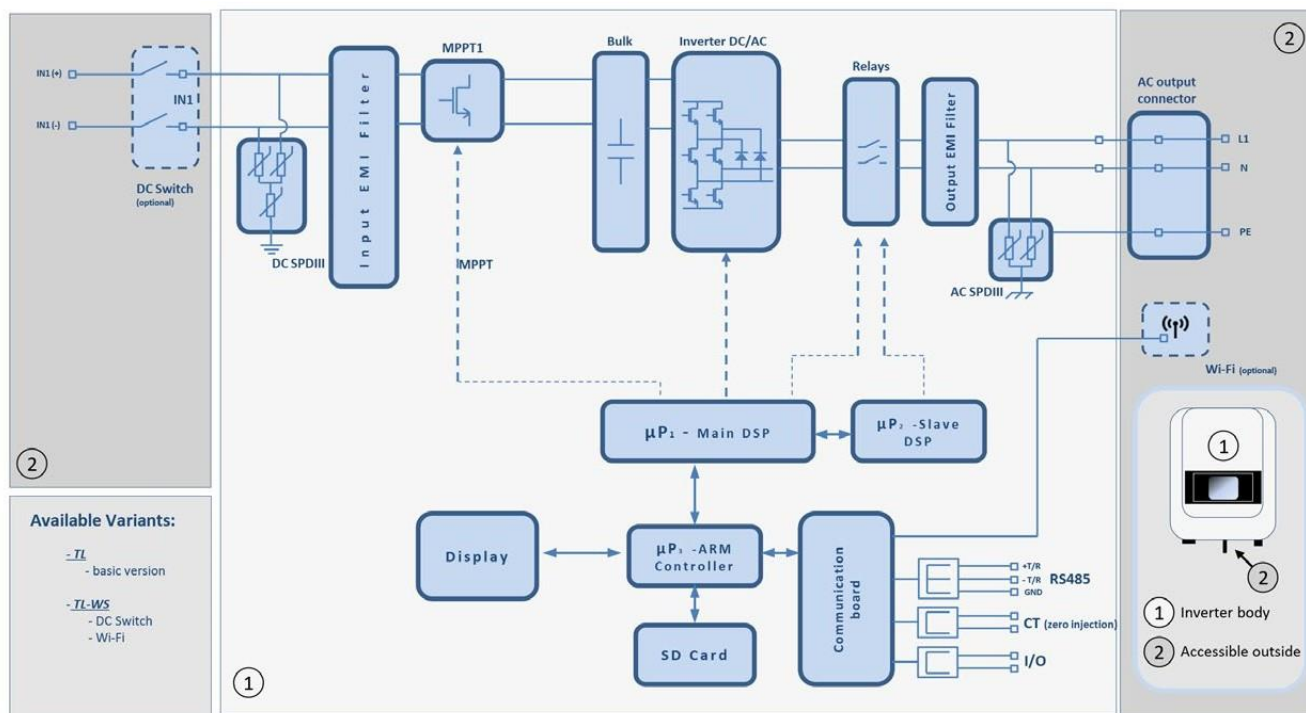 2
IN1 (+)
IN1 (-)
IN1
DC Switch
(optional)
DC SPDIII
Input EMI Filter
MPPT1
MPPT
Bulk
Inverter DC/AC
Relays
Output EMI Filter
AC SPDIII
2
AC output
connector
L1
N
PE
Wi-Fi (optional)
µP1 - Main DSP
µP2 -Slave
DSP
Display
µP3 -ARM
Controller
SD Card
Communication
board
+T/R
- T/R
GND
RS485
CT (zero injection)
I/O
1
Available Variants:
- TL
- basic version
- TL-WS
- DC Switch
- Wi-Fi
1
2
1 Inverter body
2 Accessible outside